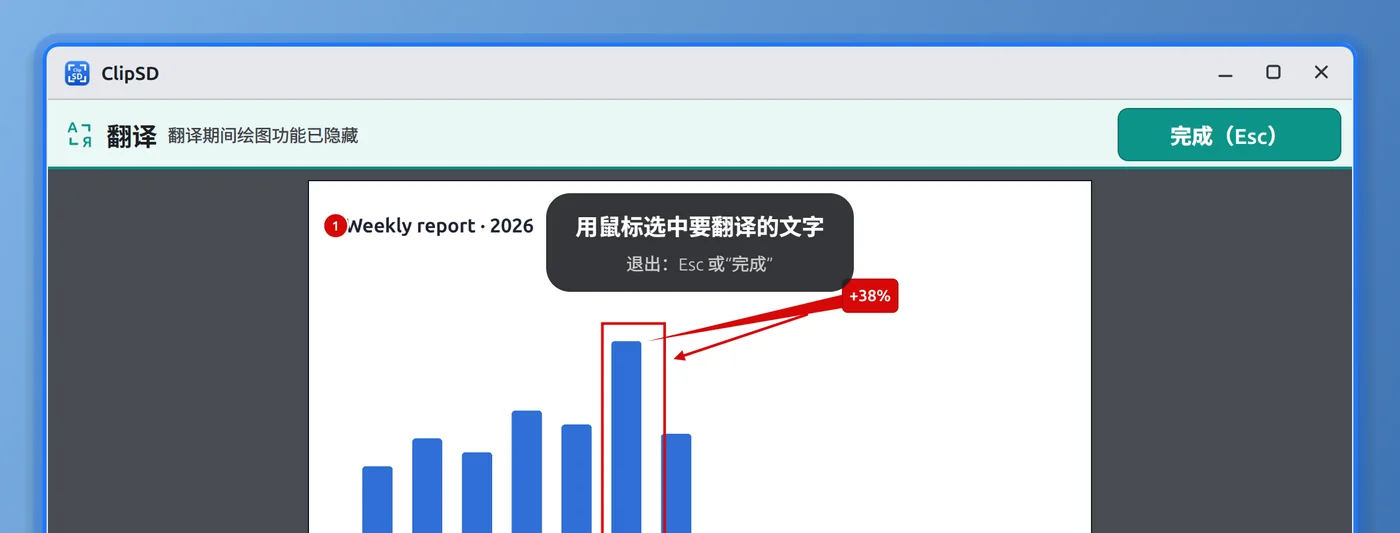 ClipSD
翻译 翻译期间绘图功能已隐藏
完成（Esc）
1 Weekly report · 2026
用鼠标选中要翻译的文字
退出：Esc 或“完成”
+38%